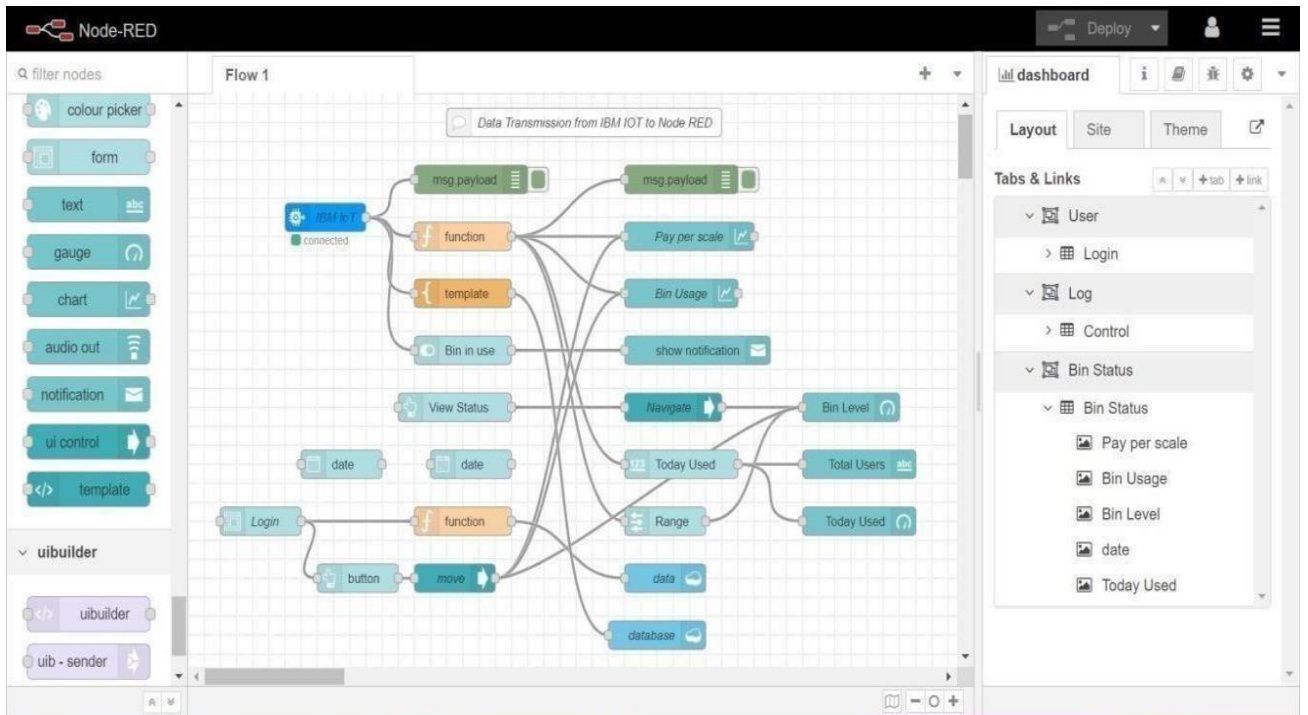 Node-RED
Deploy
filter nodes
colour picker
form
text
abc
gauge
chart
audio out
notification
ui control
</> template
uibuilder
</> uibuilder
uib - sender
Flow 1
Data Transmission from IBM IOT to Node RED
msg.payload
msg.payload
IBM IoT
connected
function
Pay per scale
template
Bin Usage
Bin in use
show notification
View Status
Navigate
Bin Level
date
date
123 Today Used
Total Users abc
Login
function
Range
Today Used
button
move
data
database
dashboard
i
Layout
Site
Theme
Tabs & Links
+tab
+link
User
Login
Log
Control
Bin Status
Bin Status
Pay per scale
Bin Usage
Bin Level
date
Today Used